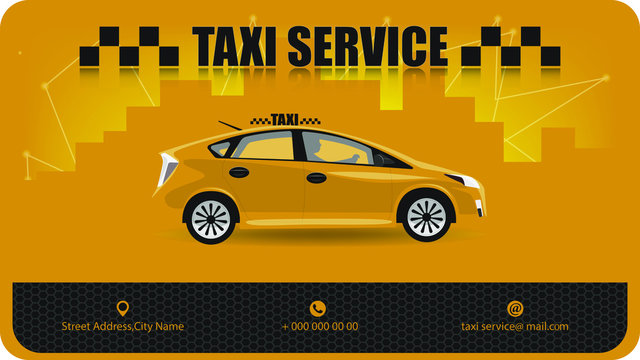 TAXI SERVICE
TAXI
Street Address,City Name
+ 000 000 00 00
taxi service@ mail.com